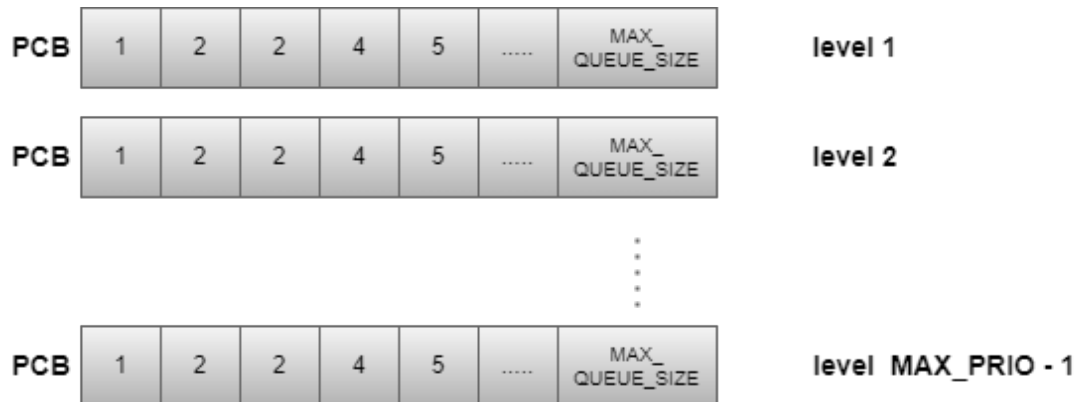 PCB 1 2 2 4 5 ..... MAX_
QUEUE_SIZE level 1
PCB 1 2 2 4 5 ..... MAX_
QUEUE_SIZE level 2
PCB 1 2 2 4 5 ..... MAX_
QUEUE_SIZE level MAX_PRIO - 1